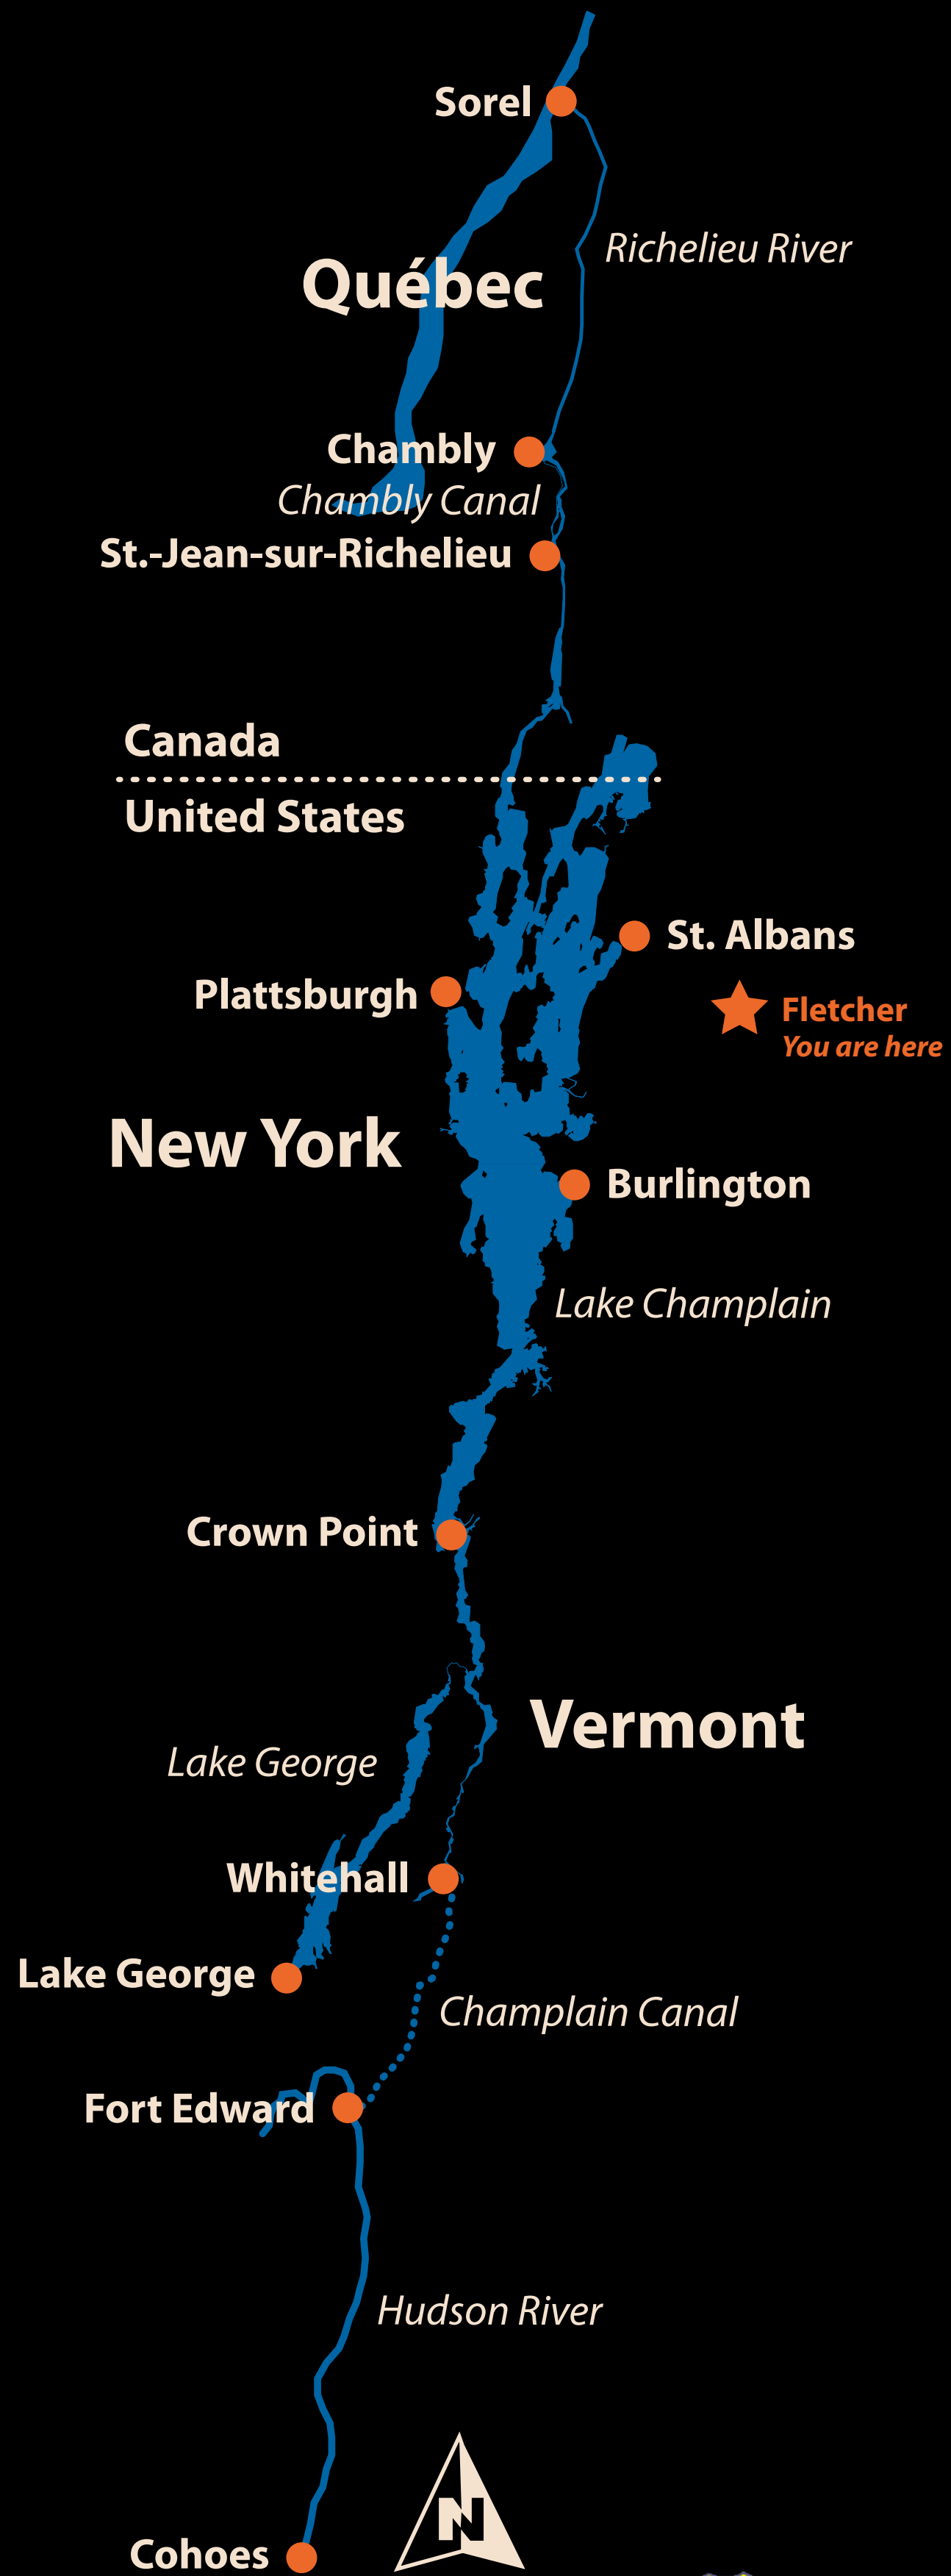 Sorel
Richelieu River
Québec
Chambly
Chambly Canal
St.-Jean-sur-Richelieu
Canada
United States
St. Albans
Plattsburgh
Fletcher
You are here
New York
Burlington
Lake Champlain
Crown Point
Vermont
Lake George
Whitehall
Lake George
Champlain Canal
Fort Edward
Hudson River
N
Cohoes